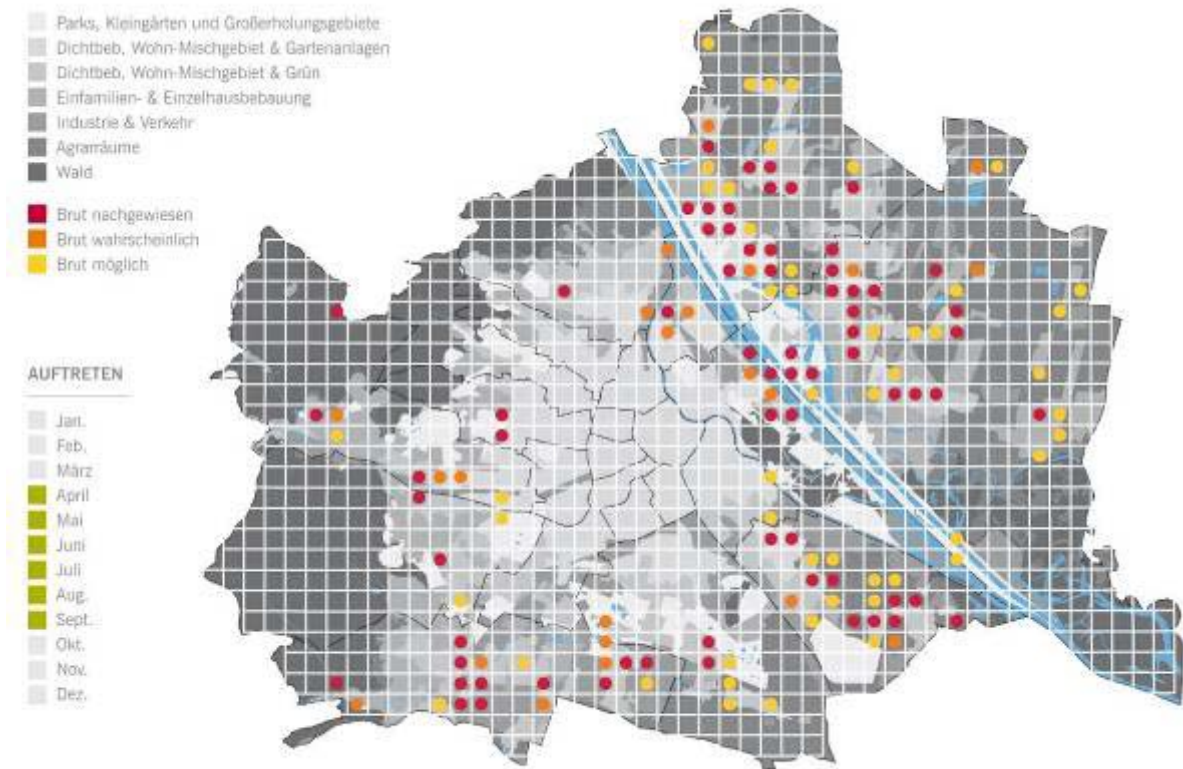 Parks, Kleingärten und Großerholungsgebiete
Dichtbeb, Wohn-Mischgebiet & Gartenanlagen
Dichtbeb, Wohn-Mischgebiet & Grün
Einfamilien- & Einzelhausbebauung
Industrie & Verkehr
Agrarräume
Wald
Brut nachgewiesen
Brut wahrscheinlich
Brut möglich
AUFTRETEN
Jan.
Feb.
März
April
Mai
Juni
Juli
Aug.
Sept.
Okt.
Nov.
Dez.